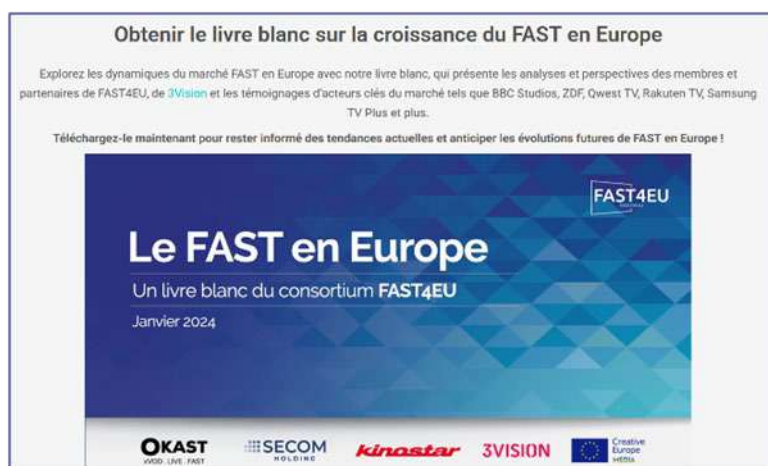 Obtenir le livre blanc sur la croissance du FAST en Europe
Explorez les dynamiques du marché FAST en Europe avec notre livre blanc, qui présente les analyses et perspectives des membres et
partenaires de FAST4EU, de 3Vision et les témoignages d'acteurs clés du marché tels que BBC Studios, ZDF, Qwest TV, Rakuten TV, Samsung
TV Plus et plus.
Téléchargez-le maintenant pour rester informé des tendances actuelles et anticiper les évolutions futures de FAST en Europe !
FAST4EU
Le FAST en Europe
Un livre blanc du consortium FAST4EU
Janvier 2024
OKAST
xVOD . LIVE . FAST
SECOM
HOLDING
kinostar
3VISION
Creative
Europe
MEDIA